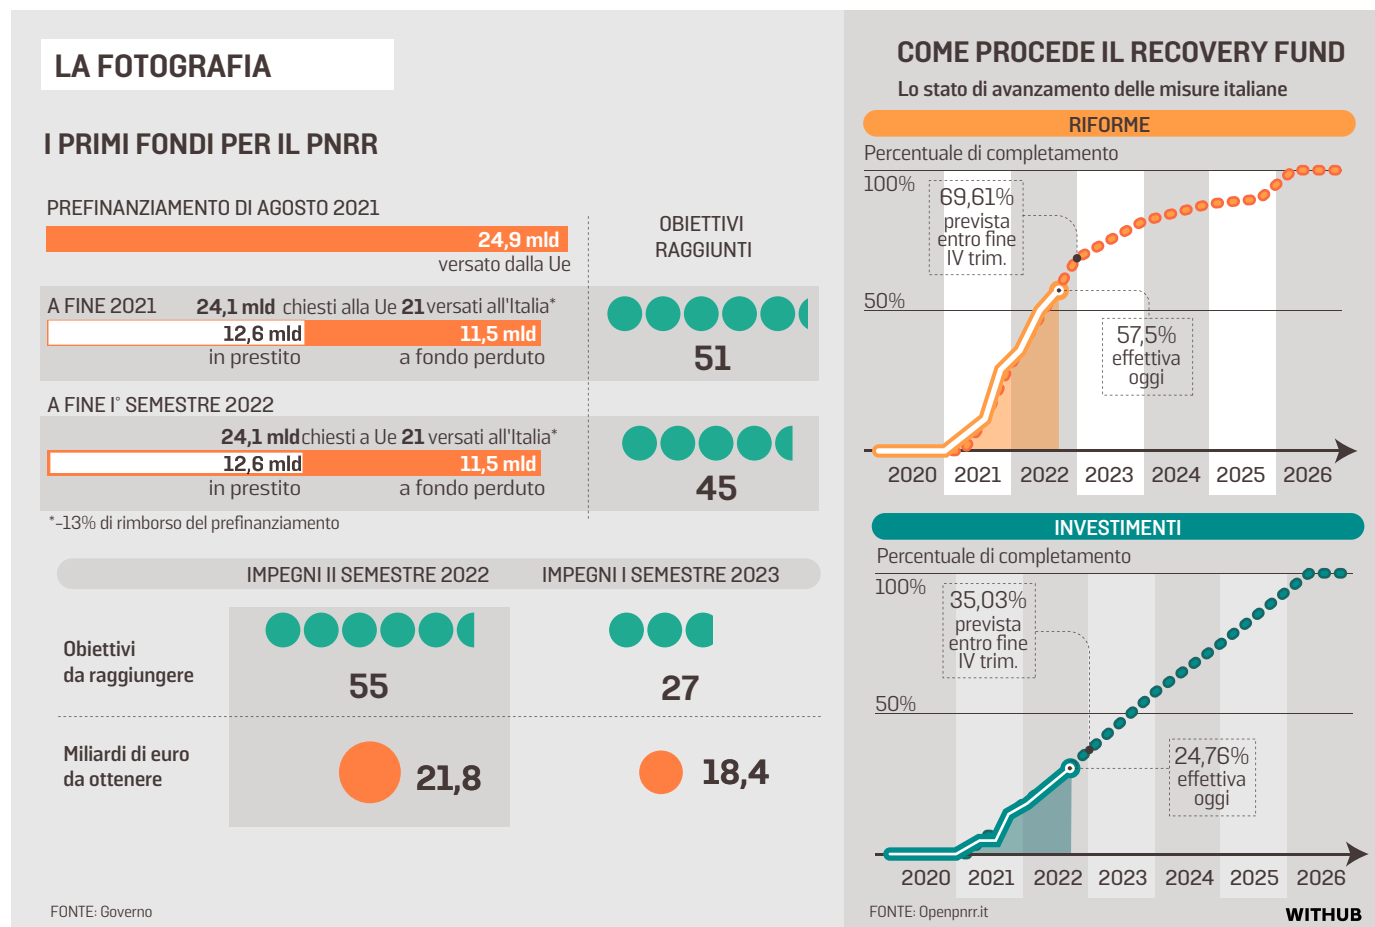 LA FOTOGRAFIA
I PRIMI FONDI PER IL PNRR
PREFINANZIAMENTO DI AGOSTO 2021
24,9 mld
versato dalla Ue
OBIETTIVI
RAGGIUNTI
A FINE 2021 24,1 mld chiesti alla Ue 21 versati all'Italia*
12,6 mld 11,5 mld
in prestito a fondo perduto
51
A FINE I° SEMESTRE 2022
24,1 mld chiesti a Ue 21 versati all'Italia*
12,6 mld 11,5 mld
in prestito a fondo perduto
45
*-13% di rimborso del prefinanziamento
IMPEGNI II SEMESTRE 2022 IMPEGNI I SEMESTRE 2023
Obiettivi
da raggiungere
55 27
Miliardi di euro
da ottenere
21,8 18,4
FONTE: Governo
COME PROCEDE IL RECOVERY FUND
Lo stato di avanzamento delle misure italiane
RIFORME
Percentuale di completamento
100%
69,61%
prevista
entro fine
IV trim.
50%
57,5%
effettiva
oggi
2020 2021 2022 2023 2024 2025 2026
INVESTIMENTI
Percentuale di completamento
100%
35,03%
prevista
entro fine
IV trim.
50%
24,76%
effettiva
oggi
2020 2021 2022 2023 2024 2025 2026
FONTE: Openpnrr.it
WITHUB